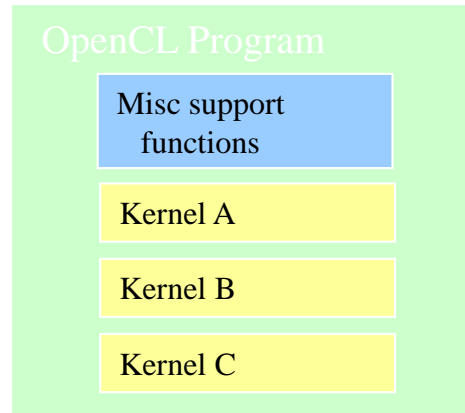 OpenCL Program
Misc support
functions
Kernel A
Kernel B
Kernel C